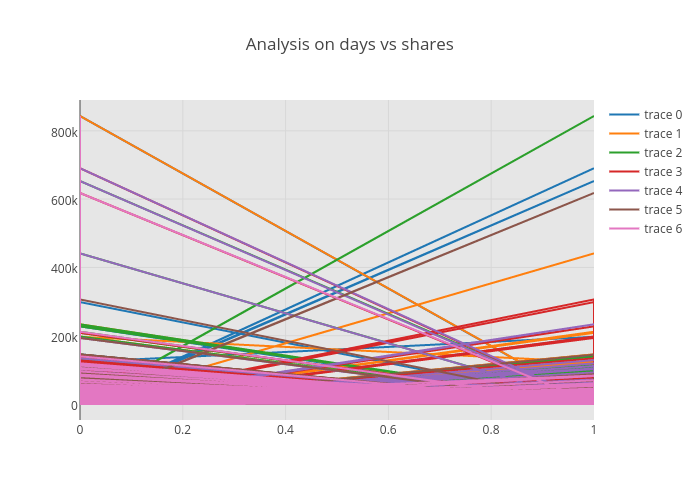 Analysis on days vs shares
800k
600k
400k
200k
0
0
0.2
0.4
0.6
0.8
1
trace 0
trace 1
trace 2
trace 3
trace 4
trace 5
trace 6